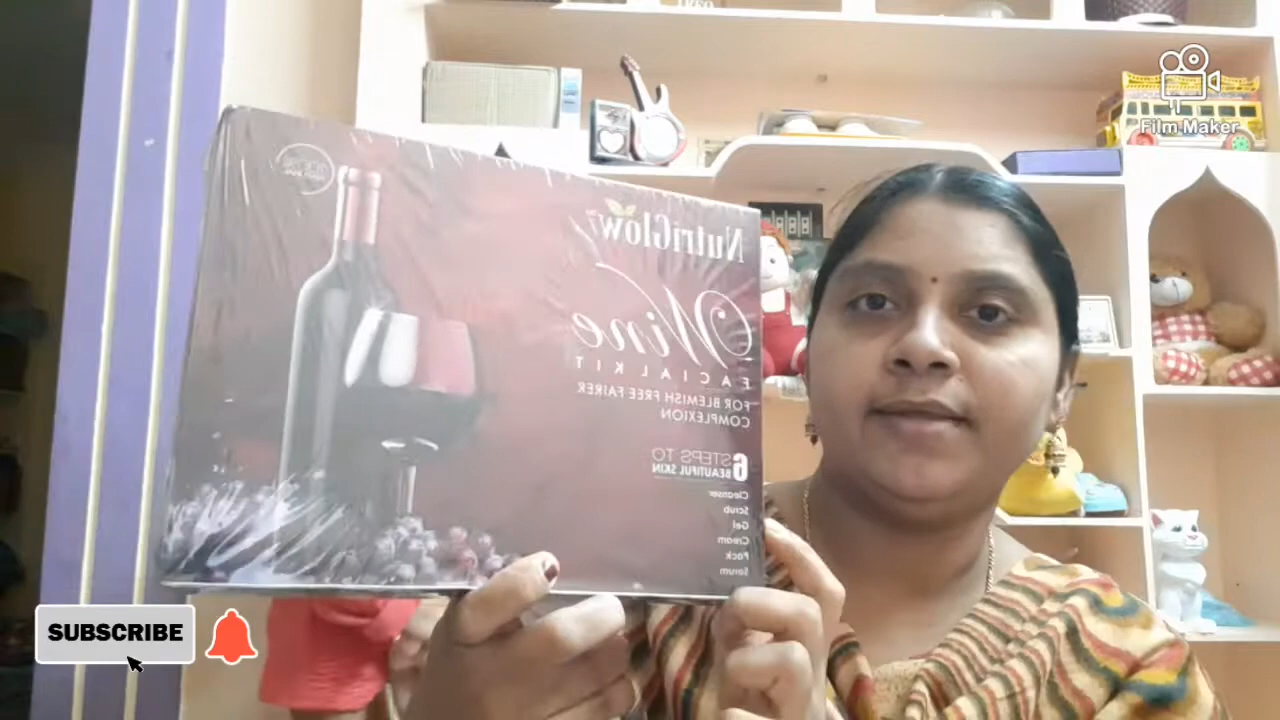 Film Maker
NutriGlow
Wine
FACIAL KIT
FOR BLEMISH FREE FAIRER
COMPLEXION
6 STEPS TO
BEAUTIFUL SKIN
Cleanser
Scrub
Gel
Cream
Pack
Serum
SUBSCRIBE